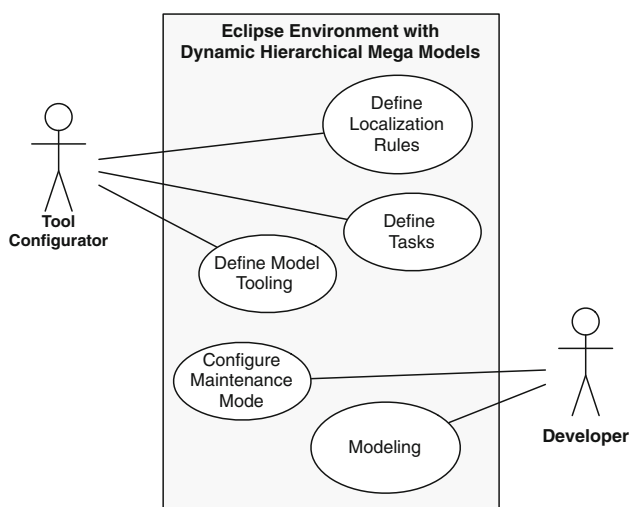 Eclipse Environment with
Dynamic Hierarchical Mega Models
Define
Localization
Rules
Tool
Configurator
Define
Tasks
Define Model
Tooling
Configure
Maintenance
Mode
Developer
Modeling